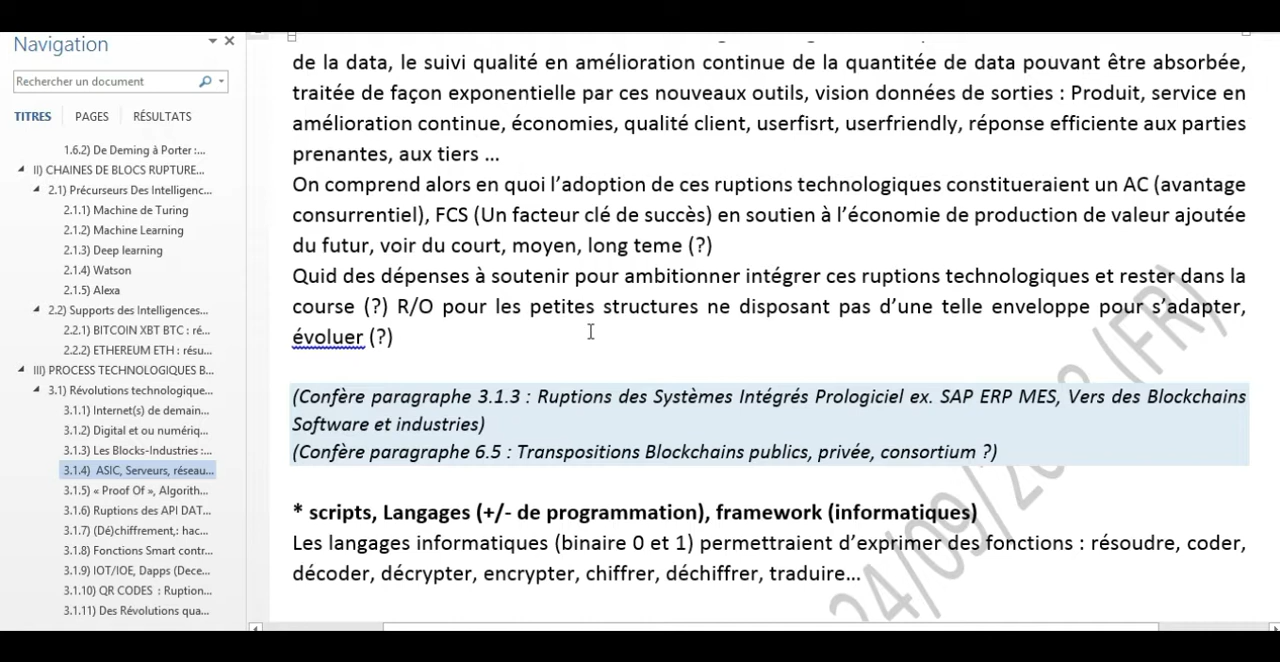 Navigation
Rechercher un document
TITRES PAGES RÉSULTATS
1.6.2) De Deming à Porter :...
II) CHAINES DE BLOCS RUPTURE...
2.1) Précurseurs Des Intelligenc...
2.1.1) Machine de Turing
2.1.2) Machine Learning
2.1.3) Deep learning
2.1.4) Watson
2.1.5) Alexa
2.2) Supports des Intelligences...
2.2.1) BITCOIN XBT BTC : ré...
2.2.2) ETHEREUM ETH : résu...
III) PROCESS TECHNOLOGIQUES B...
3.1) Révolutions technologique...
3.1.1) Internet(s) de demain...
3.1.2) Digital et ou numériq...
3.1.3) Les Blocks-Industries :...
3.1.4) ASIC, Serveurs, réseau...
3.1.5) « Proof Of », Algorith...
3.1.6) Ruptions des API DAT...
3.1.7) (Dé)chiffrement,: hac...
3.1.8) Fonctions Smart contr...
3.1.9) IOT/IOE, Dapps (Dece...
3.1.10) QR CODES : Ruption...
3.1.11) Des Révolutions qua...
de la data, le suivi qualité en amélioration continue de la quantitée de data pouvant être absorbée,
traitée de façon exponentielle par ces nouveaux outils, vision données de sorties : Produit, service en
amélioration continue, économies, qualité client, userfisrt, userfriendly, réponse efficiente aux parties
prenantes, aux tiers ...
On comprend alors en quoi l’adoption de ces ruptions technologiques constitueraient un AC (avantage
consurrentiel), FCS (Un facteur clé de succès) en soutien à l’économie de production de valeur ajoutée
du futur, voir du court, moyen, long teme (?)
Quid des dépenses à soutenir pour ambitionner intégrer ces ruptions technologiques et rester dans la
course (?) R/O pour les petites structures ne disposant pas d’une telle enveloppe pour s’adapter,
évoluer (?)
(Confère paragraphe 3.1.3 : Ruptions des Systèmes Intégrés Prologiciel ex. SAP ERP MES, Vers des Blockchains
Software et industries)
(Confère paragraphe 6.5 : Transpositions Blockchains publics, privée, consortium ?)
* scripts, Langages (+/- de programmation), framework (informatiques)
Les langages informatiques (binaire 0 et 1) permettraient d’exprimer des fonctions : résoudre, coder,
décoder, décrypter, encrypter, chiffrer, déchiffrer, traduire...
(FR)